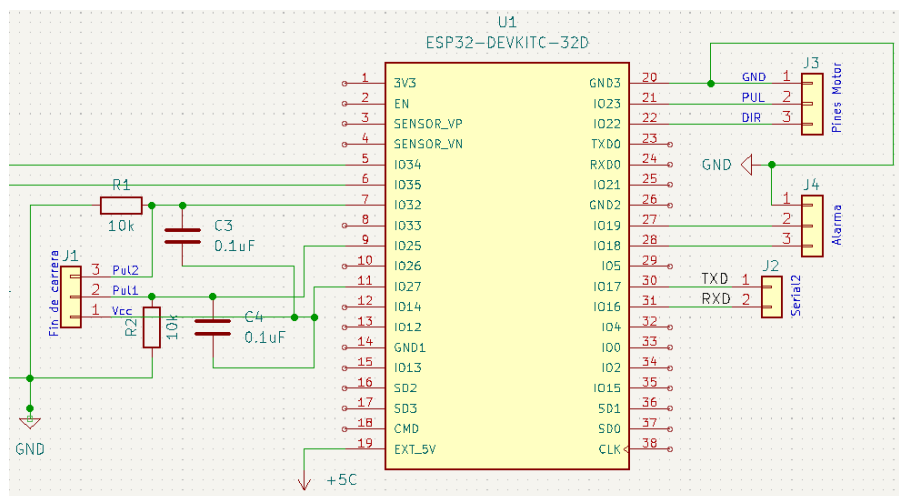 U1
ESP32-DEVKITC-32D
1 3V3
2 EN
3 SENSOR_VP
4 SENSOR_VN
5 IO34
6 IO35
7 IO32
8 IO33
9 IO25
10 IO26
11 IO27
12 IO14
13 IO12
14 GND1
15 IO13
16 SD2
17 SD3
18 CMD
19 EXT_5V
GND3 20
IO23 21
IO22 22
TXD0 23
RXD0 24
IO21 25
GND2 26
IO19 27
IO18 28
IO5 29
IO17 30
IO16 31
IO4 32
IO0 33
IO2 34
IO15 35
SD1 36
SD0 37
CLK 38
R1
10k
C3
0.1uF
J1
Fin de carrera
3 Pul2
2 Pul1
1 Vcc
R2
10k
C4
0.1uF
GND
+5C
J3
Pines Motor
GND 1
PUL 2
DIR 3
GND
J4
Alarma
1
2
3
J2
Serial2
TXD 1
RXD 2